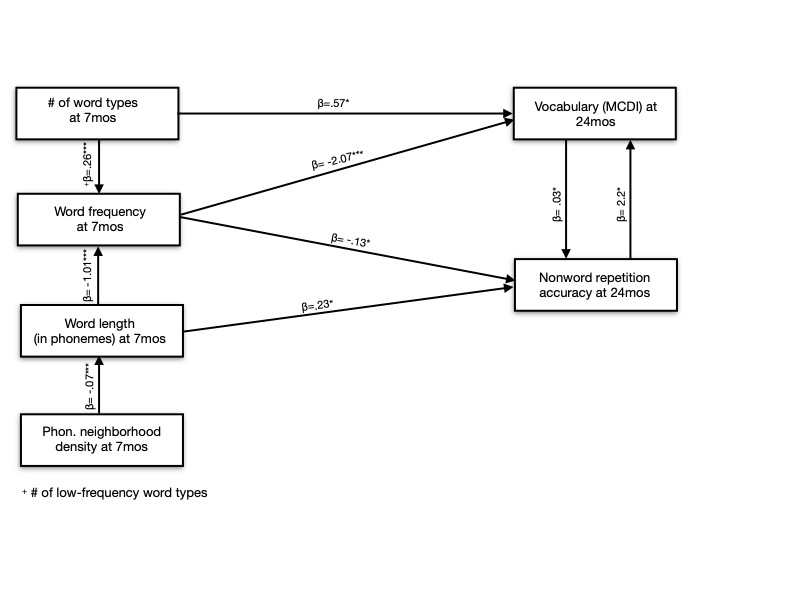 # of word types
at 7mos
β=.57*
Vocabulary (MCDI) at
24mos
+β=.26***
β= -2.07***
Word frequency
at 7mos
β= .03*
β= 2.2*
β= -.13*
β= -1.01***
Nonword repetition
accuracy at 24mos
β=.23*
Word length
(in phonemes) at 7mos
β= -.07***
Phon. neighborhood
density at 7mos
+ # of low-frequency word types